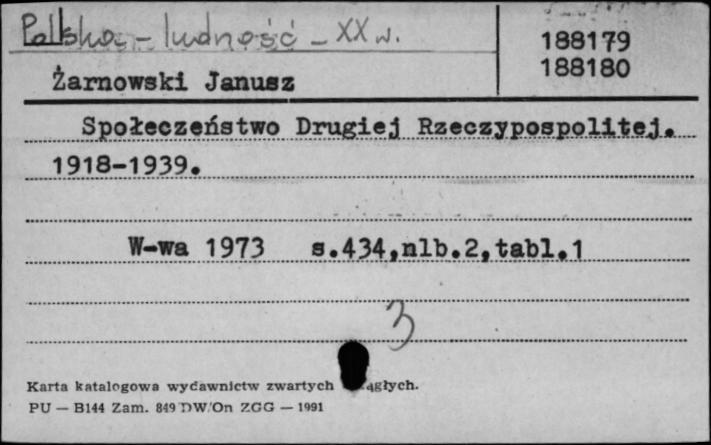 Polska - ludność - XX w.
188179
188180
Żarnowski Janusz
Społeczeństwo Drugiej Rzeczypospolitej.
1918-1939.
W-wa 1973 s.434,nlb.2,tabl.1
3
Karta katalogowa wydawnictw zwartych ągłych.
PU — B144 Zam. 849 DW/On ZGG — 1991